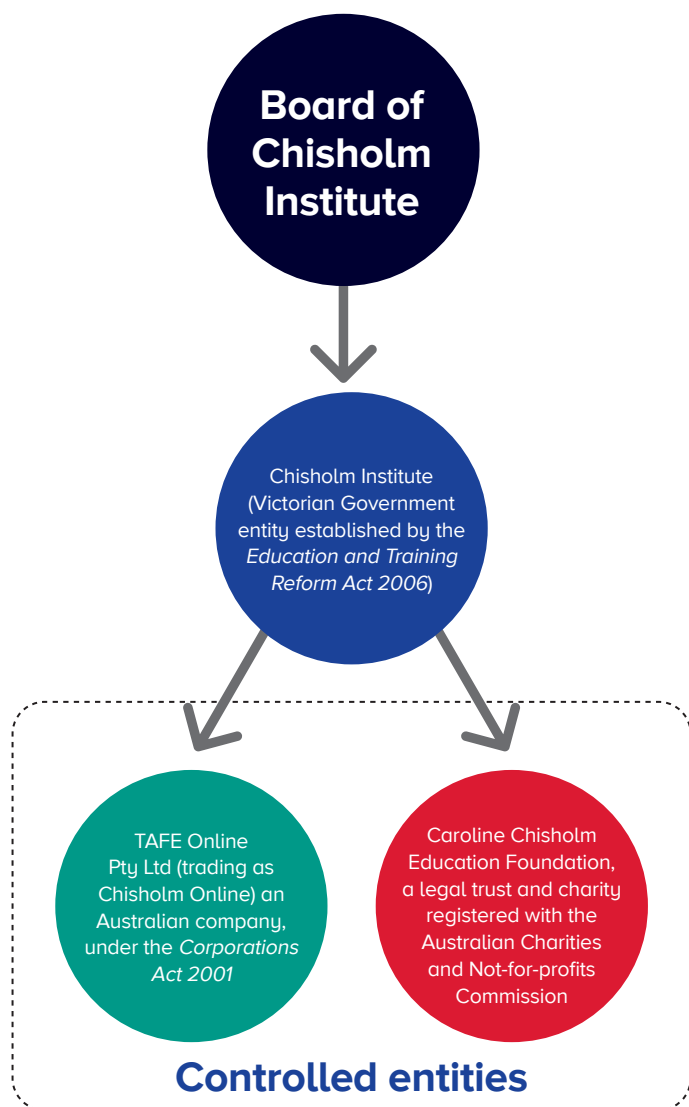 Board of
Chisholm
Institute
Chisholm Institute
(Victorian Government
entity established by the
Education and Training
Reform Act 2006)
TAFE Online
Pty Ltd (trading as
Chisholm Online) an
Australian company,
under the Corporations
Act 2001
Caroline Chisholm
Education Foundation,
a legal trust and charity
registered with the
Australian Charities
and Not-for-profits
Commission
Controlled entities